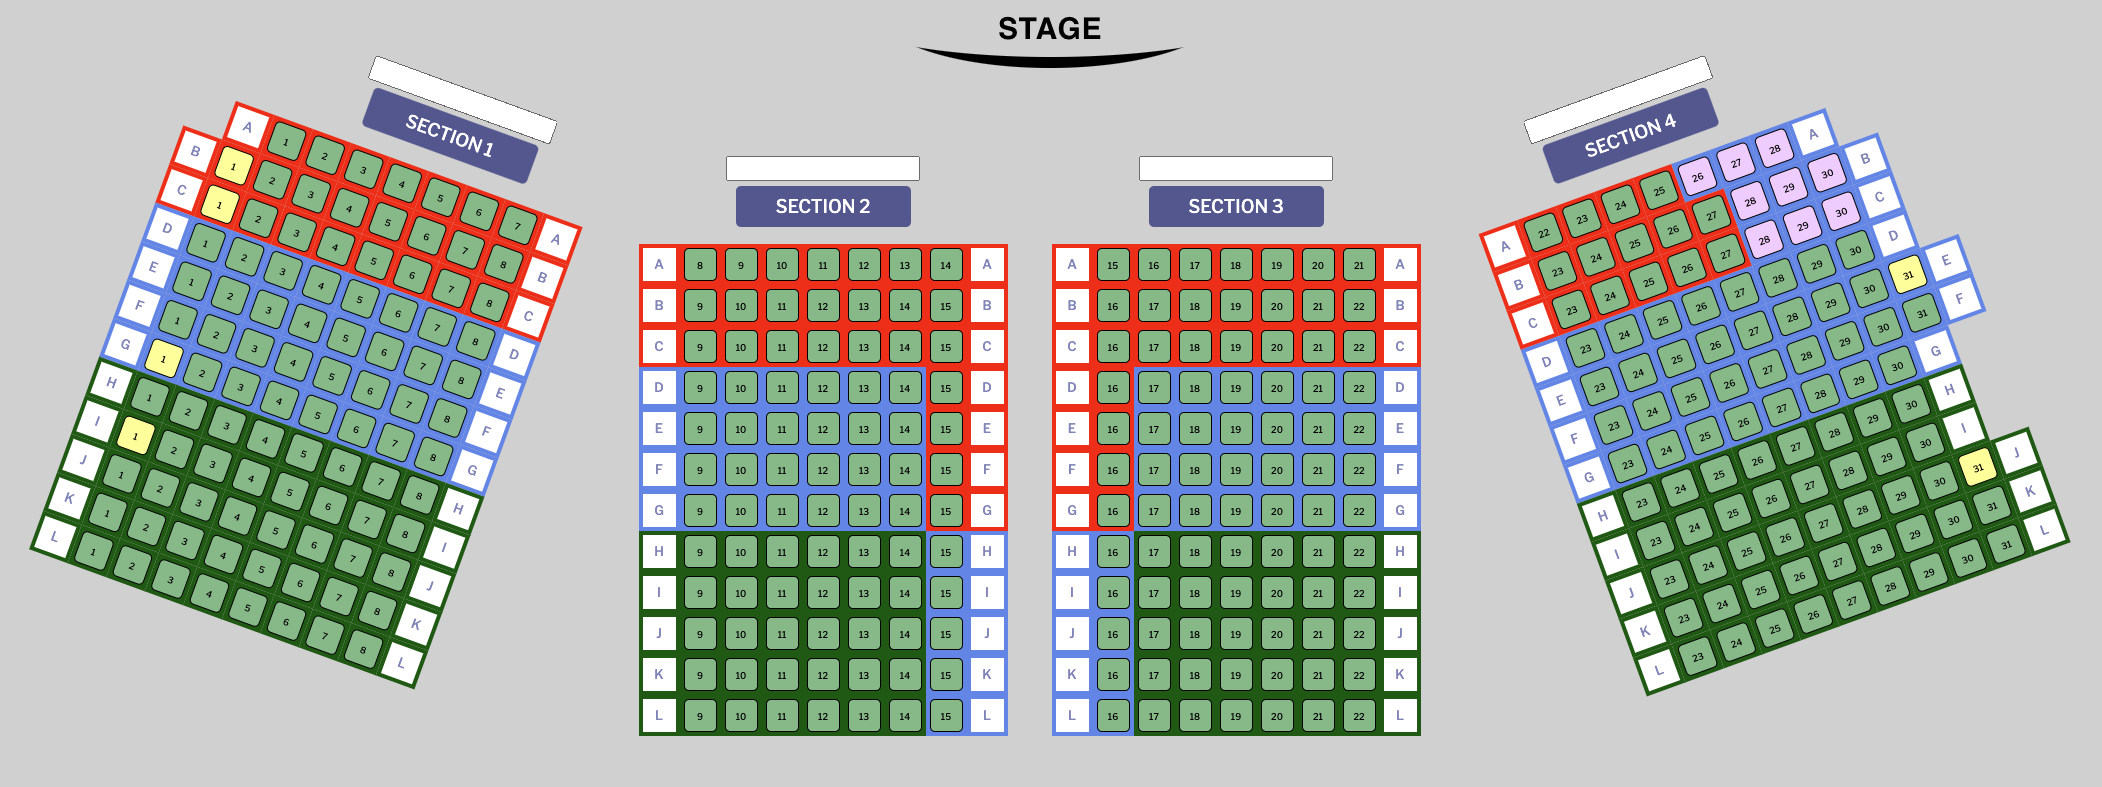 STAGE
SECTION 1
SECTION 2
SECTION 3
SECTION 4
A 1 2 3 4 5 6 7 A
B 1 2 3 4 5 6 7 8 B
C 1 2 3 4 5 6 7 8 C
D 1 2 3 4 5 6 7 8 D
E 1 2 3 4 5 6 7 8 E
F 1 2 3 4 5 6 7 8 F
G 1 2 3 4 5 6 7 8 G
H 1 2 3 4 5 6 7 8 H
I 1 2 3 4 5 6 7 8 I
J 1 2 3 4 5 6 7 8 J
K 1 2 3 4 5 6 7 8 K
L 1 2 3 4 5 6 7 8 L
A 8 9 10 11 12 13 14 A
B 9 10 11 12 13 14 15 B
C 9 10 11 12 13 14 15 C
D 9 10 11 12 13 14 15 D
E 9 10 11 12 13 14 15 E
F 9 10 11 12 13 14 15 F
G 9 10 11 12 13 14 15 G
H 9 10 11 12 13 14 15 H
I 9 10 11 12 13 14 15 I
J 9 10 11 12 13 14 15 J
K 9 10 11 12 13 14 15 K
L 9 10 11 12 13 14 15 L
A 15 16 17 18 19 20 21 A
B 16 17 18 19 20 21 22 B
C 16 17 18 19 20 21 22 C
D 16 17 18 19 20 21 22 D
E 16 17 18 19 20 21 22 E
F 16 17 18 19 20 21 22 F
G 16 17 18 19 20 21 22 G
H 16 17 18 19 20 21 22 H
I 16 17 18 19 20 21 22 I
J 16 17 18 19 20 21 22 J
K 16 17 18 19 20 21 22 K
L 16 17 18 19 20 21 22 L
A 22 23 24 25 26 27 28 A
B 23 24 25 26 27 28 29 30 B
C 23 24 25 26 27 28 29 30 C
D 23 24 25 26 27 28 29 30 D
E 23 24 25 26 27 28 29 30 31 E
F 23 24 25 26 27 28 29 30 31 F
G 23 24 25 26 27 28 29 30 G
H 23 24 25 26 27 28 29 30 H
I 23 24 25 26 27 28 29 30 I
J 23 24 25 26 27 28 29 30 31 J
K 23 24 25 26 27 28 29 30 31 K
L 23 24 25 26 27 28 29 30 31 L